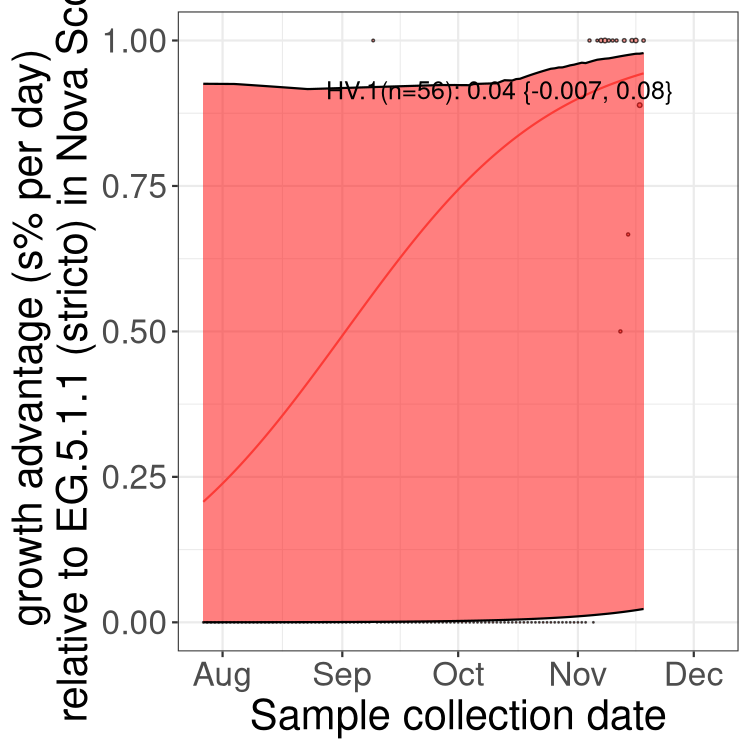 growth advantage (s% per day)
relative to EG.5.1.1 (stricto) in Nova
1.00
0.75
0.50
0.25
0.00
HV.1(n=56): 0.04 {-0.007, 0.08}
Aug Sep Oct Nov Dec
Sample collection date